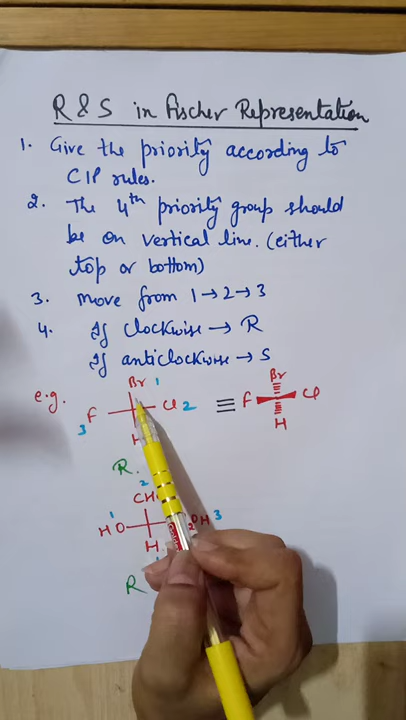 R & S in Fischer Representation
1. Give the priority according to
CIP rules.
2. The 4th priority group should
be on vertical line. (either
top or bottom)
3. Move from 1→2→3
4. If clockwise → R
If anticlockwise → S
e.g.
Br 1
F Cl 2 ≡ F Br Cl
3
H H
R
2
CH
1 3
HO 2OH
H
R